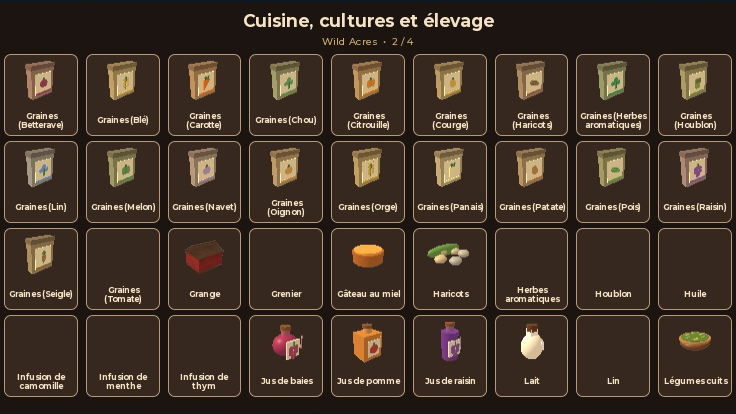 Cuisine, cultures et élevage
Wild Acres • 2 / 4
Graines
(Betterave)
Graines (Blé)
Graines
(Carotte)
Graines (Chou)
Graines
(Citrouille)
Graines
(Courge)
Graines
(Haricots)
Graines (Herbes
aromatiques)
Graines
(Houblon)
Graines (Lin)
Graines (Melon)
Graines (Navet)
Graines
(Oignon)
Graines (Orge)
Graines (Panais)
Graines (Patate)
Graines (Pois)
Graines (Raisin)
Graines (Seigle)
Graines
(Tomate)
Grange
Grenier
Gâteau au miel
Haricots
Herbes
aromatiques
Houblon
Huile
Infusion de
camomille
Infusion de
menthe
Infusion de
thym
Jus de baies
Jus de pomme
Jus de raisin
Lait
Lin
Légumes cuits